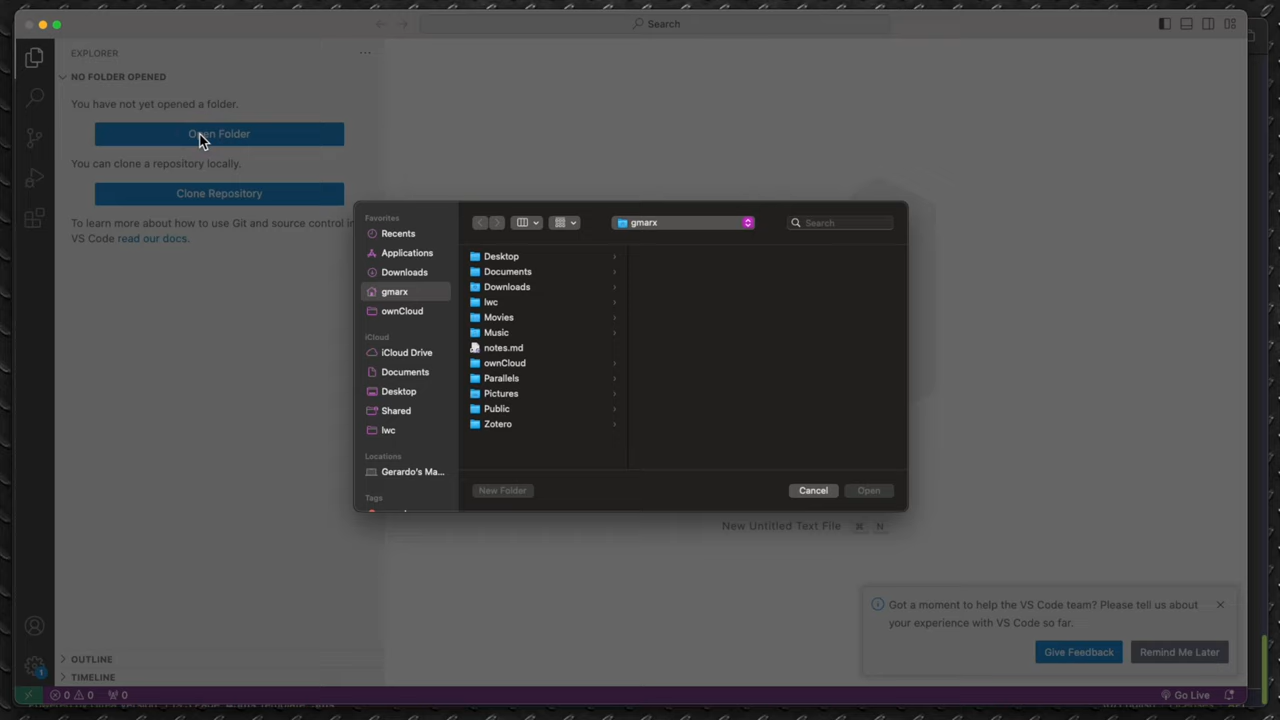 Search
EXPLORER
NO FOLDER OPENED
You have not yet opened a folder.
Open Folder
You can clone a repository locally.
Clone Repository
To learn more about how to use Git and source control in
VS Code read our docs.
Favorites
Recents
Applications
Downloads
gmarx
ownCloud
iCloud
iCloud Drive
Documents
Desktop
Shared
lwc
Locations
Gerardo's Ma...
Tags
gmarx
Search
Desktop
Documents
Downloads
lwc
Movies
Music
notes.md
ownCloud
Parallels
Pictures
Public
Zotero
New Folder
Cancel
Open
New Untitled Text File ⌘ N
Got a moment to help the VS Code team? Please tell us about
your experience with VS Code so far.
Give Feedback
Remind Me Later
1
OUTLINE
TIMELINE
0 0 0
Go Live